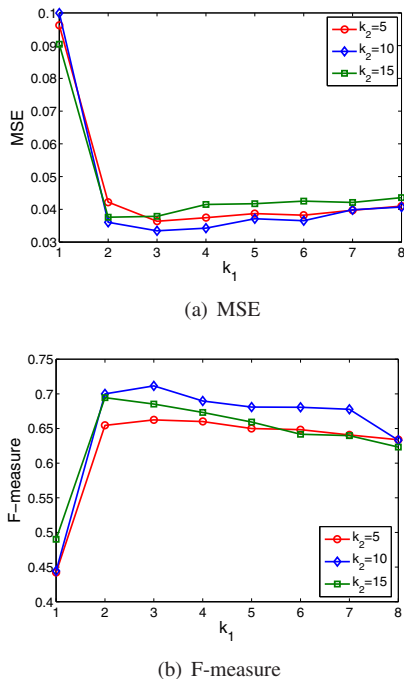 0.1
0.09
0.08
0.07
0.06
0.05
0.04
0.03
MSE
1 2 3 4 5 6 7 8
k₁
k₂=5
k₂=10
k₂=15
(a) MSE
0.75
0.7
0.65
0.6
0.55
0.5
0.45
0.4
F−measure
1 2 3 4 5 6 7 8
k₁
k₂=5
k₂=10
k₂=15
(b) F-measure